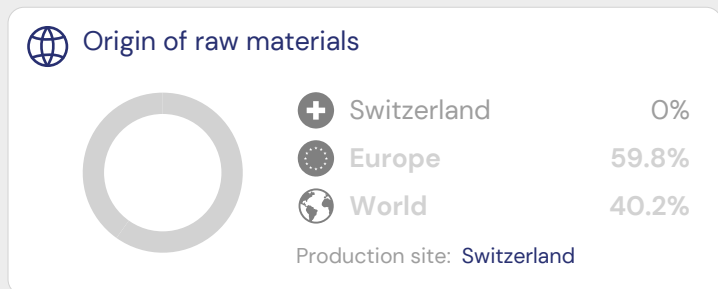 Origin of raw materials
Switzerland 0%
Europe 59.8%
World 40.2%
Production site: Switzerland